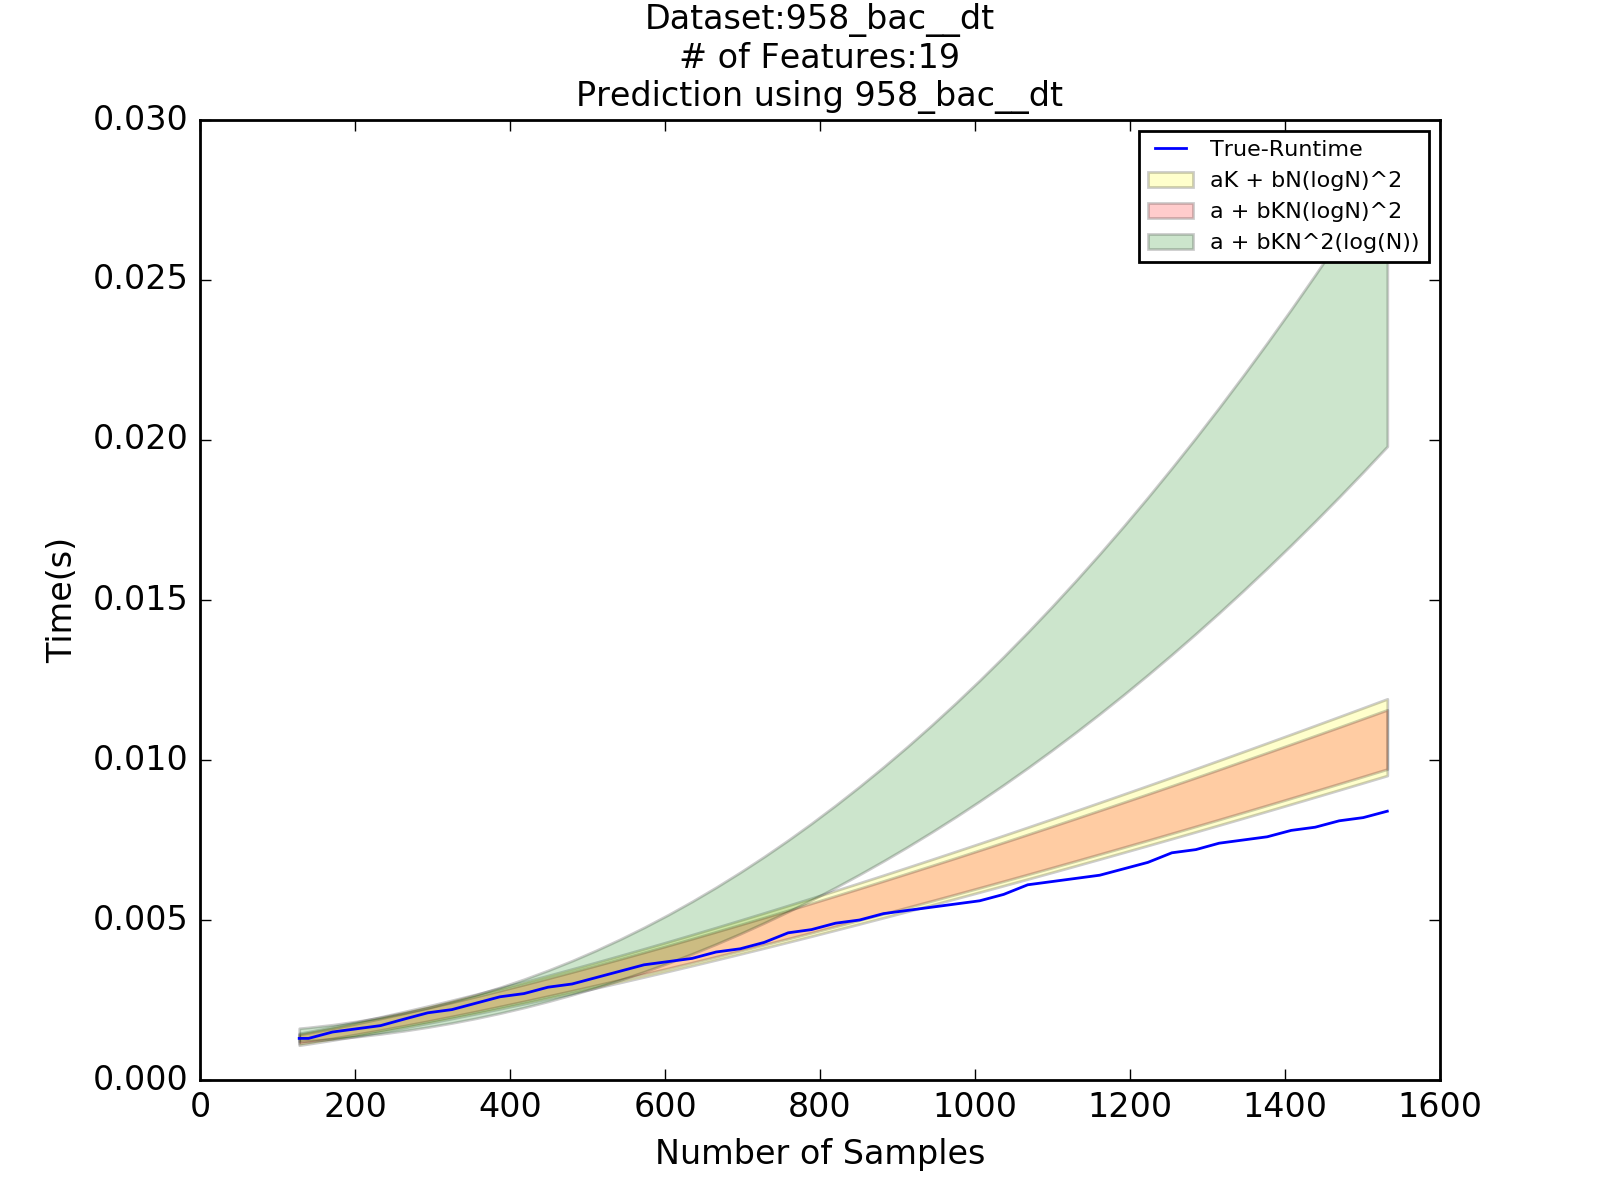 Dataset:958_bac__dt
# of Features:19
Prediction using 958_bac__dt
0.030
0.025
0.020
0.015
0.010
0.005
0.000
Time(s)
True-Runtime
aK + bN(logN)^2
a + bKN(logN)^2
a + bKN^2(log(N))
0 200 400 600 800 1000 1200 1400 1600
Number of Samples